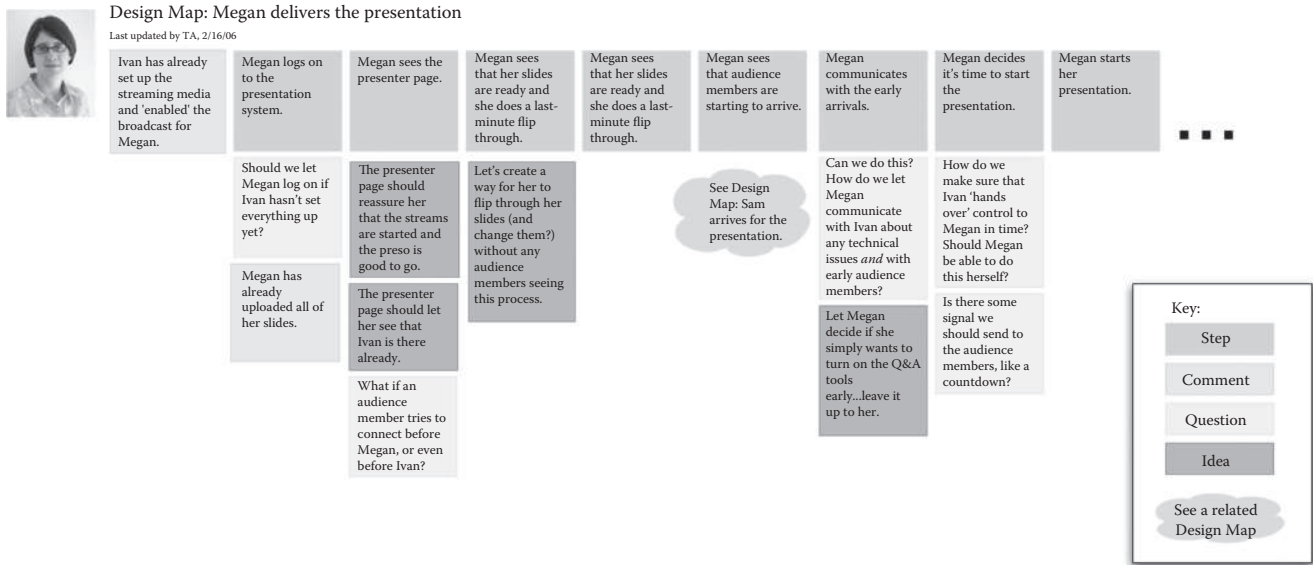 Design Map: Megan delivers the presentation
Last updated by TA, 2/16/06
Ivan has already
set up the
streaming media
and 'enabled' the
broadcast for
Megan.
Megan logs on
to the
presentation
system.
Megan sees the
presenter page.
Megan sees
that her slides
are ready and
she does a last-
minute flip
through.
Megan sees
that her slides
are ready and
she does a last-
minute flip
through.
Megan sees
that audience
members are
starting to arrive.
Megan
communicates
with the early
arrivals.
Megan decides
it's time to start
the
presentation.
Megan starts
her
presentation.
Should we let
Megan log on if
Ivan hasn't set
everything up
yet?
Megan has
already
uploaded all of
her slides.
The presenter
page should
reassure her
that the streams
are started and
the preso is
good to go.
The presenter
page should let
her see that
Ivan is there
already.
What if an
audience
member tries to
connect before
Megan, or even
before Ivan?
Let's create a
way for her to
flip through her
slides (and
change them?)
without any
audience
members seeing
this process.
See Design
Map: Sam
arrives for the
presentation.
Can we do this?
How do we let
Megan
communicate
with Ivan about
any technical
issues and with
early audience
members?
Let Megan
decide if she
simply wants to
turn on the Q&A
tools
early...leave it
up to her.
How do we
make sure that
Ivan 'hands
over' control to
Megan in time?
Should Megan
be able to do
this herself?
Is there some
signal we
should send to
the audience
members, like a
countdown?
Key:
Step
Comment
Question
Idea
See a related
Design Map